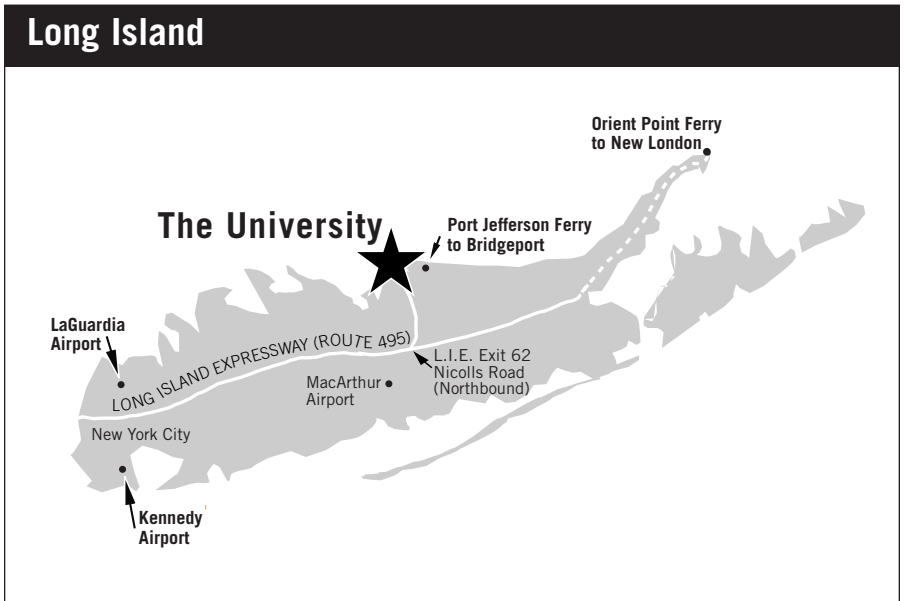 Long Island
Orient Point Ferry
to New London
The University
Port Jefferson Ferry
to Bridgeport
LaGuardia
Airport
LONG ISLAND EXPRESSWAY (ROUTE 495)
L.I.E. Exit 62
Nicolls Road
(Northbound)
MacArthur
Airport
New York City
Kennedy
Airport